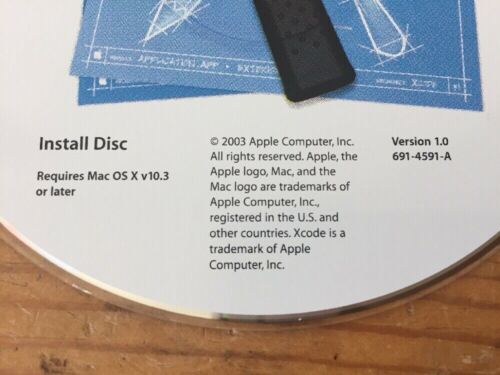 APPLICATION.APP • EXTEN
XCODE
Install Disc
Requires Mac OS X v10.3
or later
© 2003 Apple Computer, Inc.
All rights reserved. Apple, the
Apple logo, Mac, and the
Mac logo are trademarks of
Apple Computer, Inc.,
registered in the U.S. and
other countries. Xcode is a
trademark of Apple
Computer, Inc.
Version 1.0
691-4591-A